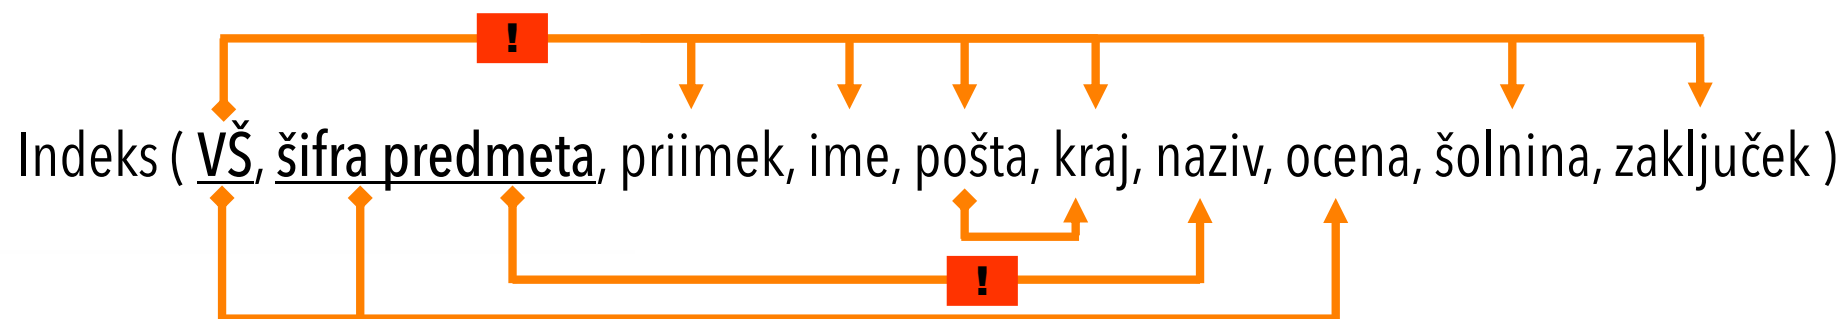 !
Indeks ( VŠ, šifra predmeta, priimek, ime, pošta, kraj, naziv, ocena, šolnina, zaključek )
!